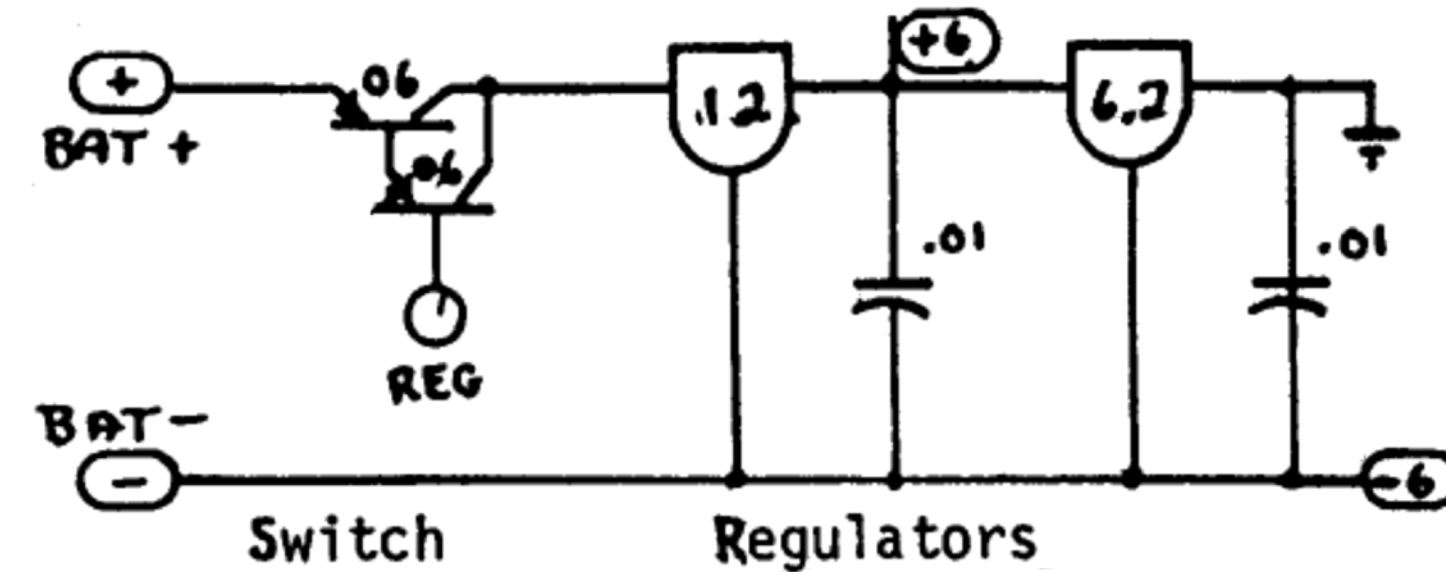 +6
+
06
BAT +
.12
6.2
06
.01
.01
REG
BAT -
-
-6
Switch
Regulators